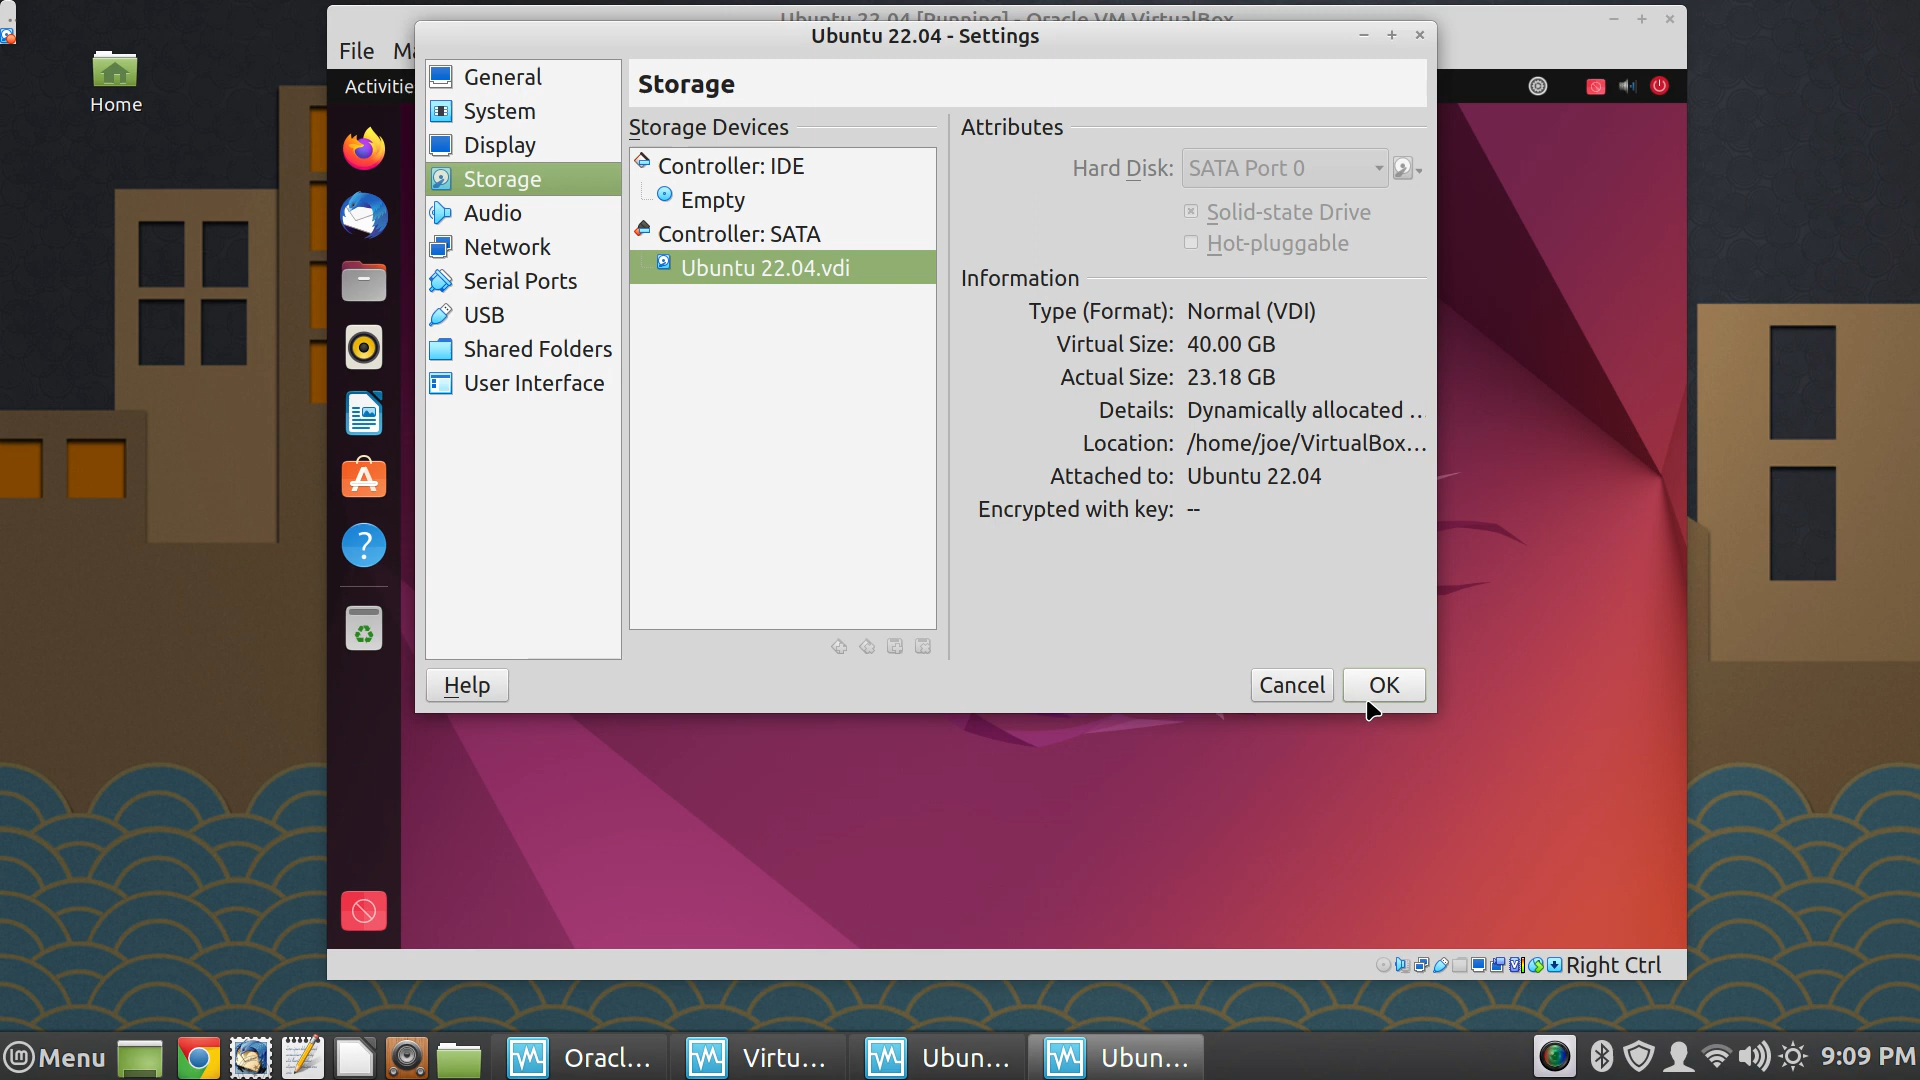 Ubuntu 22.04 [Running] - Oracle VM VirtualBox
File Ma
Ubuntu 22.04 - Settings
Activitie
Home
General
System
Display
Storage
Audio
Network
Serial Ports
USB
Shared Folders
User Interface
Storage
Storage Devices
Controller: IDE
Empty
Controller: SATA
Ubuntu 22.04.vdi
Attributes
Hard Disk: SATA Port 0
Solid-state Drive
Hot-pluggable
Information
Type (Format): Normal (VDI)
Virtual Size: 40.00 GB
Actual Size: 23.18 GB
Details: Dynamically allocated ...
Location: /home/joe/VirtualBox...
Attached to: Ubuntu 22.04
Encrypted with key: --
Help
Cancel
OK
Right Ctrl
Menu
Oracl...
Virtu...
Ubun...
Ubun...
9:09 PM